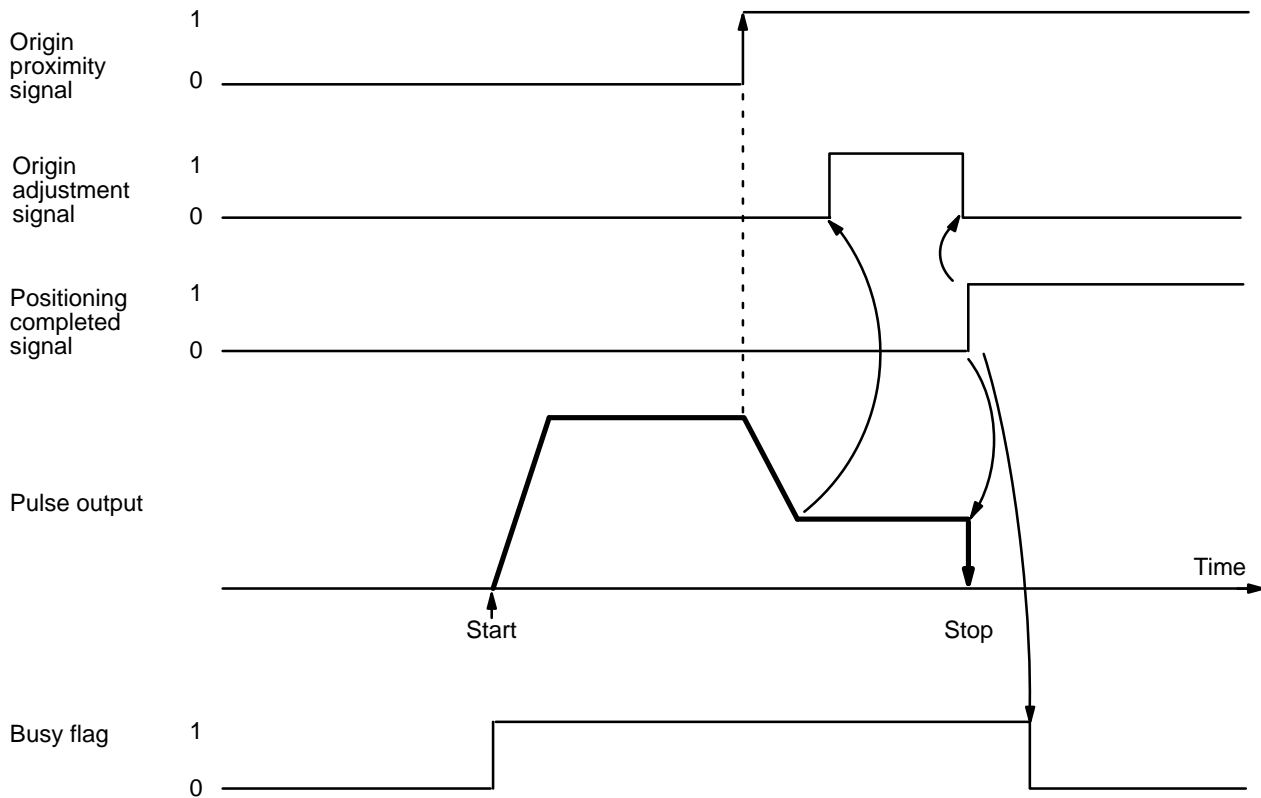 Origin
proximity
signal
1
0
Origin
adjustment
signal
1
0
Positioning
completed
signal
1
0
Pulse output
Time
Start
Stop
Busy flag
1
0